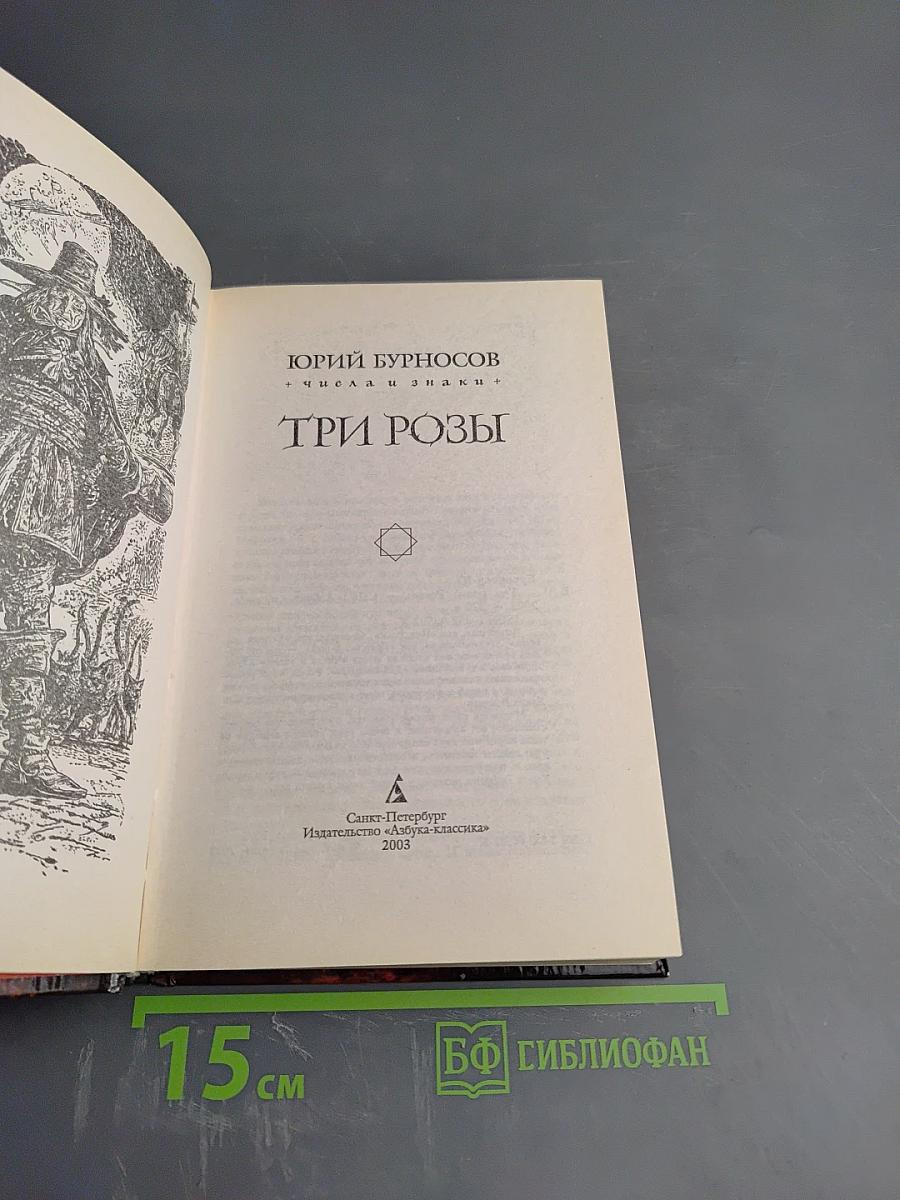 ЮРИЙ БУРНОСОВ
+ числа и знаки +
ТРИ РОЗЫ
Санкт-Петербург
Издательство «Азбука-классика»
2003
15 см
БФ БИБЛИОФАН